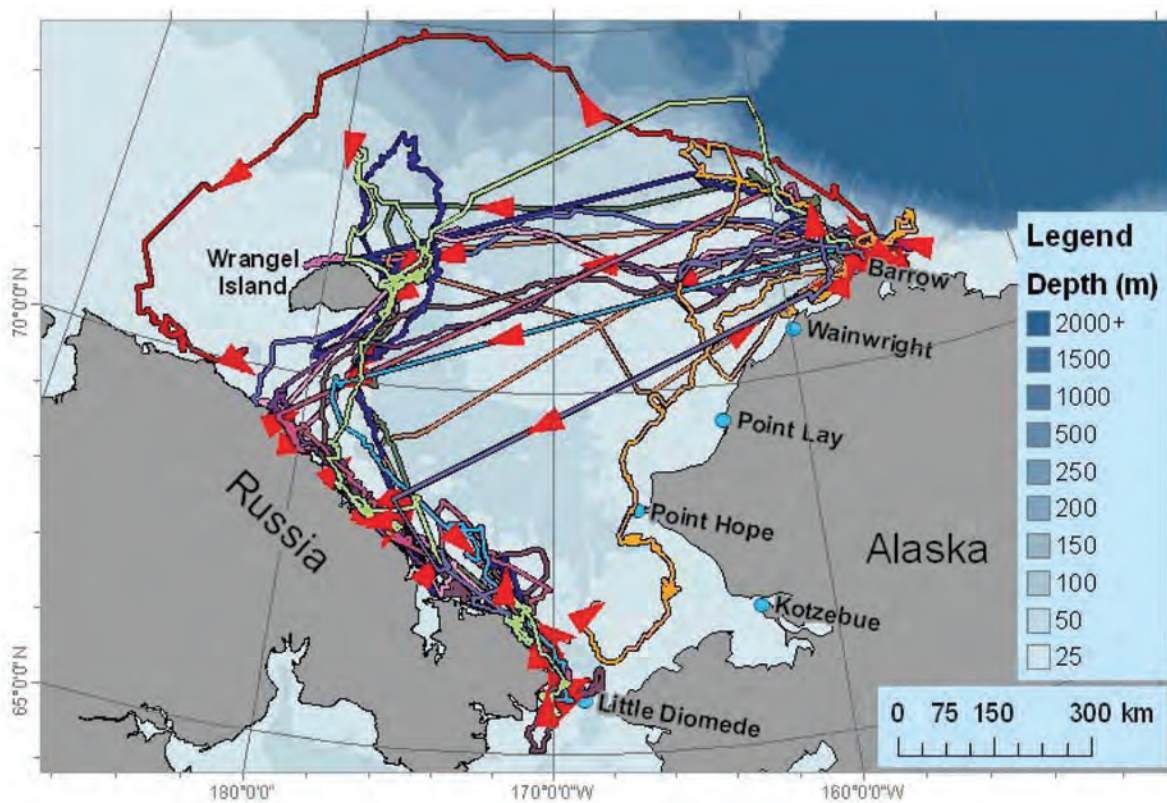 Wrangel
Island
Barrow
Wainwright
Point Lay
Point Hope
Kotzebue
Little Diomede
Russia
Alaska
Legend
Depth (m)
2000+
1500
1000
500
250
200
150
100
50
25
0 75 150 300 km
70°0'0"N
65°0'0"N
180°0'0"
170°0'0"W
160°0'0"W